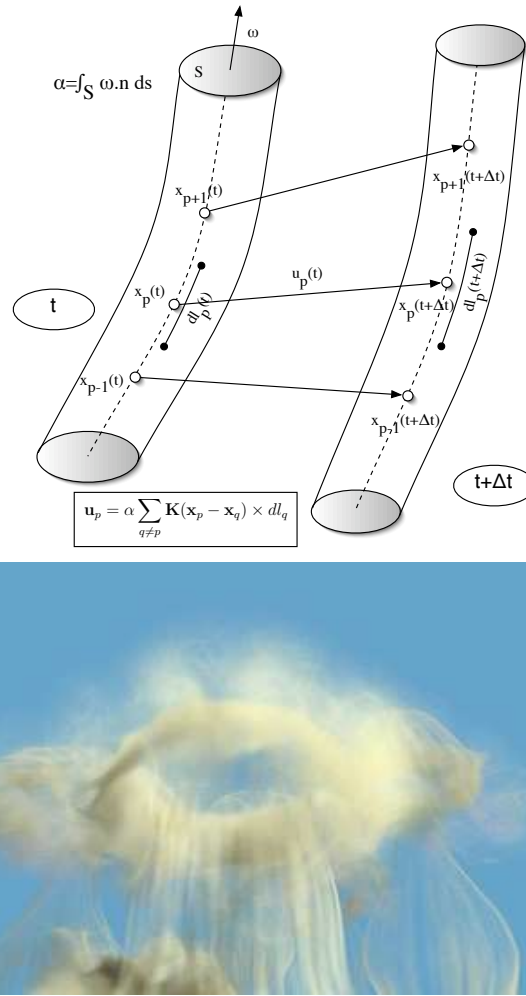 ω
S
α=∫S ω.n ds
xp+1(t)
xp+1(t+Δt)
up(t)
xp(t)
dlp(t)
xp(t+Δt)
dlp(t+Δt)
t
xp-1(t)
xp-1(t+Δt)
t+Δt
𝐮p = α ∑q≠p 𝐊(𝐱p − 𝐱q) × dlq